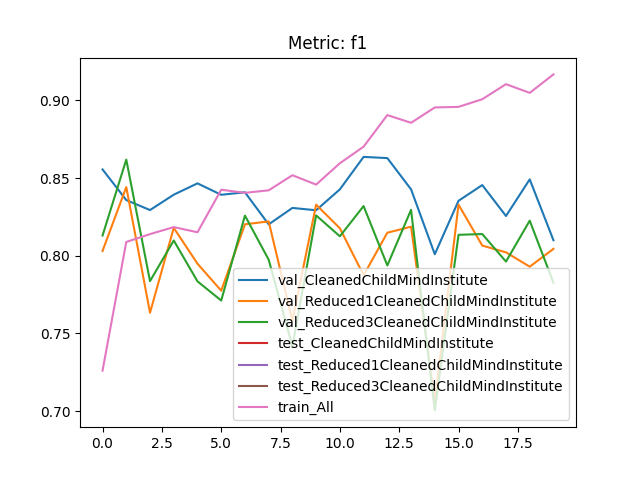 Metric: f1
0.90
0.85
0.80
0.75
0.70
val_CleanedChildMindInstitute
val_Reduced1CleanedChildMindInstitute
val_Reduced3CleanedChildMindInstitute
test_CleanedChildMindInstitute
test_Reduced1CleanedChildMindInstitute
test_Reduced3CleanedChildMindInstitute
train_All
0.0 2.5 5.0 7.5 10.0 12.5 15.0 17.5